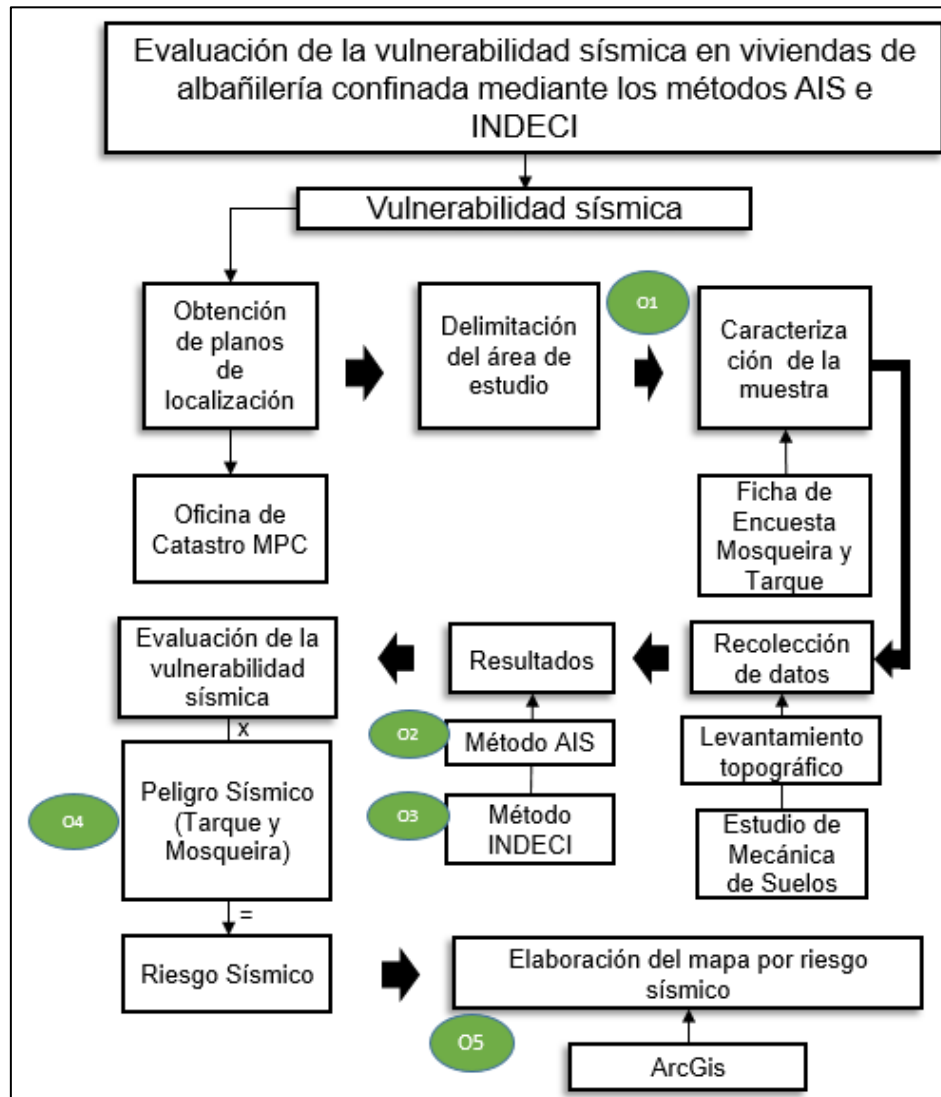 Evaluación de la vulnerabilidad sísmica en viviendas de
albañilería confinada mediante los métodos AIS e
INDECI
Vulnerabilidad sísmica
Obtención
de planos
de
localización
Delimitación
del área de
estudio
O1
Caracteriza
ción de la
muestra
Oficina de
Catastro MPC
Ficha de
Encuesta
Mosqueira y
Tarque
Evaluación de la
vulnerabilidad
sísmica
Resultados
Recolección
de datos
x
O2
Método AIS
Levantamiento
topográfico
O4
Peligro Sísmico
(Tarque y
Mosqueira)
O3
Método
INDECI
Estudio de
Mecánica
de Suelos
=
Riesgo Sísmico
Elaboración del mapa por riesgo
sísmico
O5
ArcGis